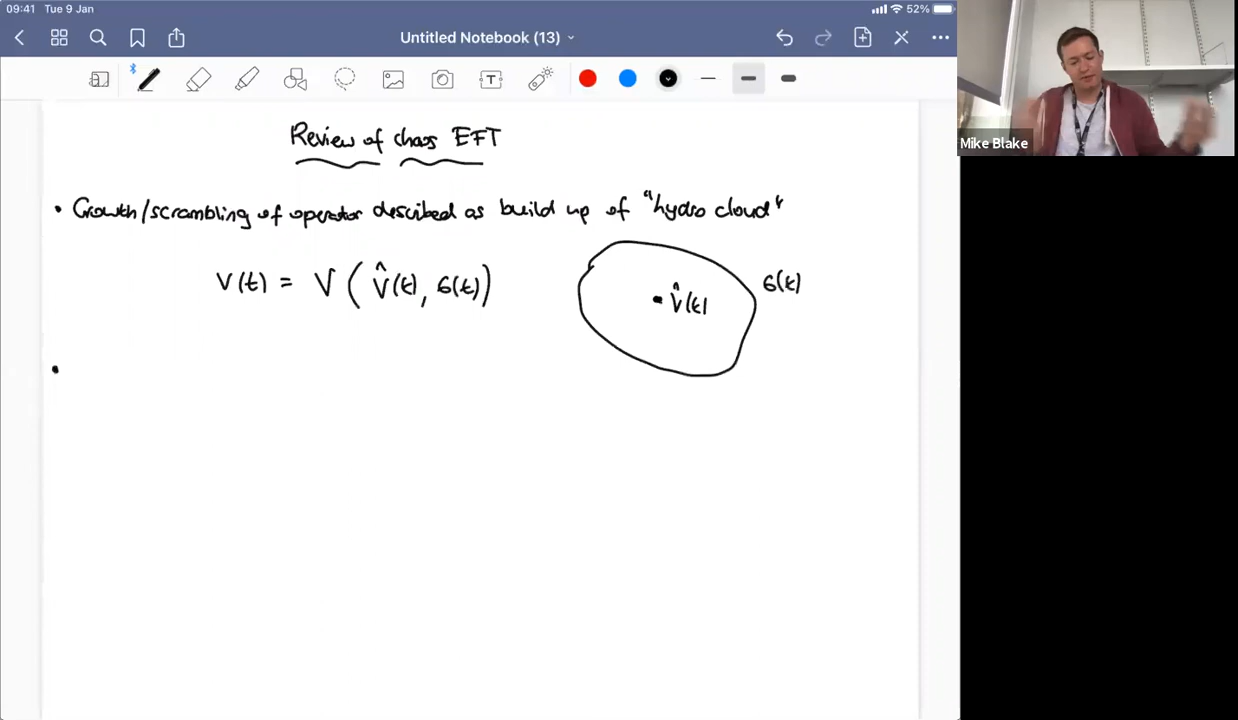 09:41 Tue 9 Jan
52%
Untitled Notebook (13)
T
Mike Blake
Review of chaos EFT
• Growth/scrambling of operator described as build up of "hydro cloud"
V(t) = V ( V̂(t), σ(t) )
• V̂(t)
σ(t)
•